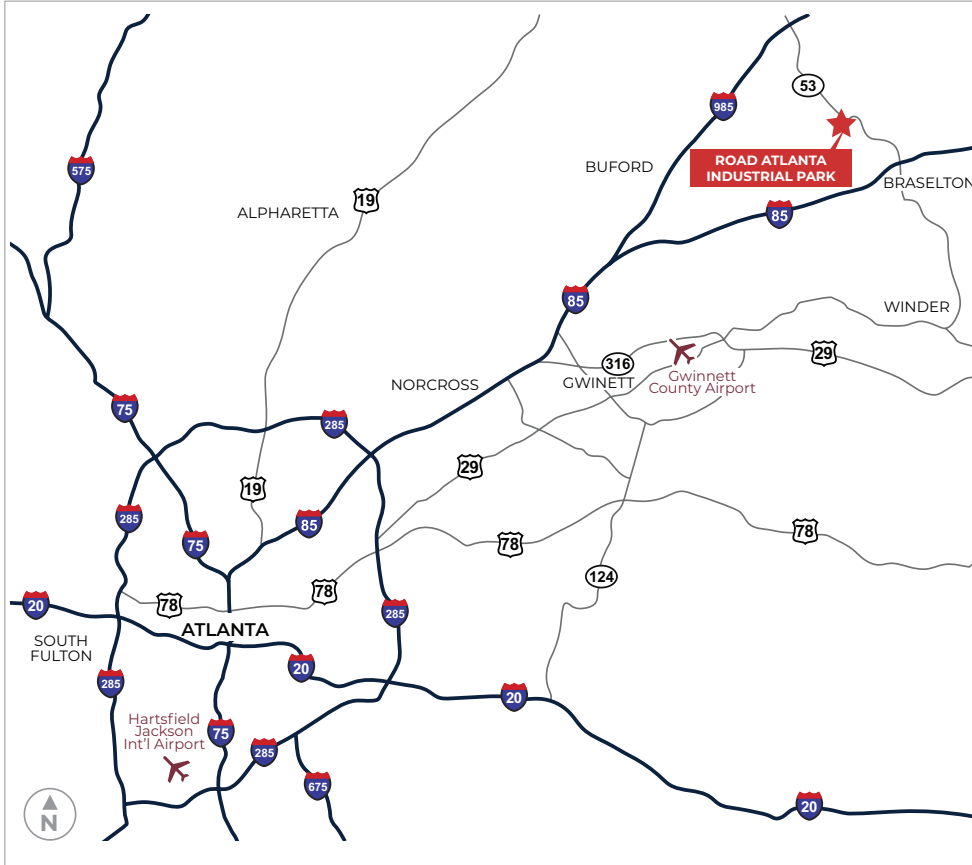 53
985
ROAD ATLANTA
INDUSTRIAL PARK
BUFORD
575
BRASELTON
19
ALPHARETTA
85
85
WINDER
316
29
Gwinnett
County Airport
GWINETT
NORCROSS
75
285
29
19
285
85
75
78
78
124
78
78
20
285
ATLANTA
SOUTH
FULTON
20
285
20
Hartsfield
Jackson
Int'l Airport
75
285
675
20
N